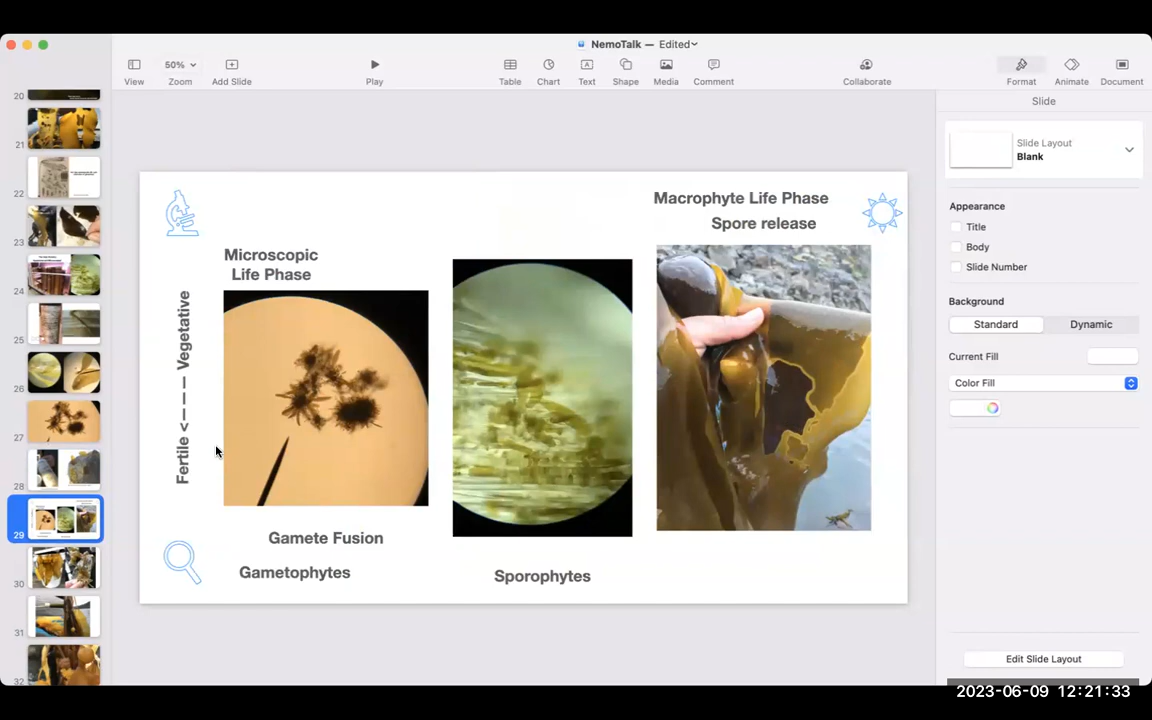 NemoTalk — Edited
50%
View
Zoom
Add Slide
Play
Table
Chart
Text
Shape
Media
Comment
Collaborate
Format
Animate
Document
20
21
22
23
24
25
26
27
28
29
30
31
32
Microscopic
Life Phase
Fertile <— — — Vegetative
Gamete Fusion
Gametophytes
Sporophytes
Macrophyte Life Phase
Spore release
Slide
Slide Layout
Blank
Appearance
Title
Body
Slide Number
Background
Standard
Dynamic
Current Fill
Color Fill
Edit Slide Layout
2023-06-09 12:21:33